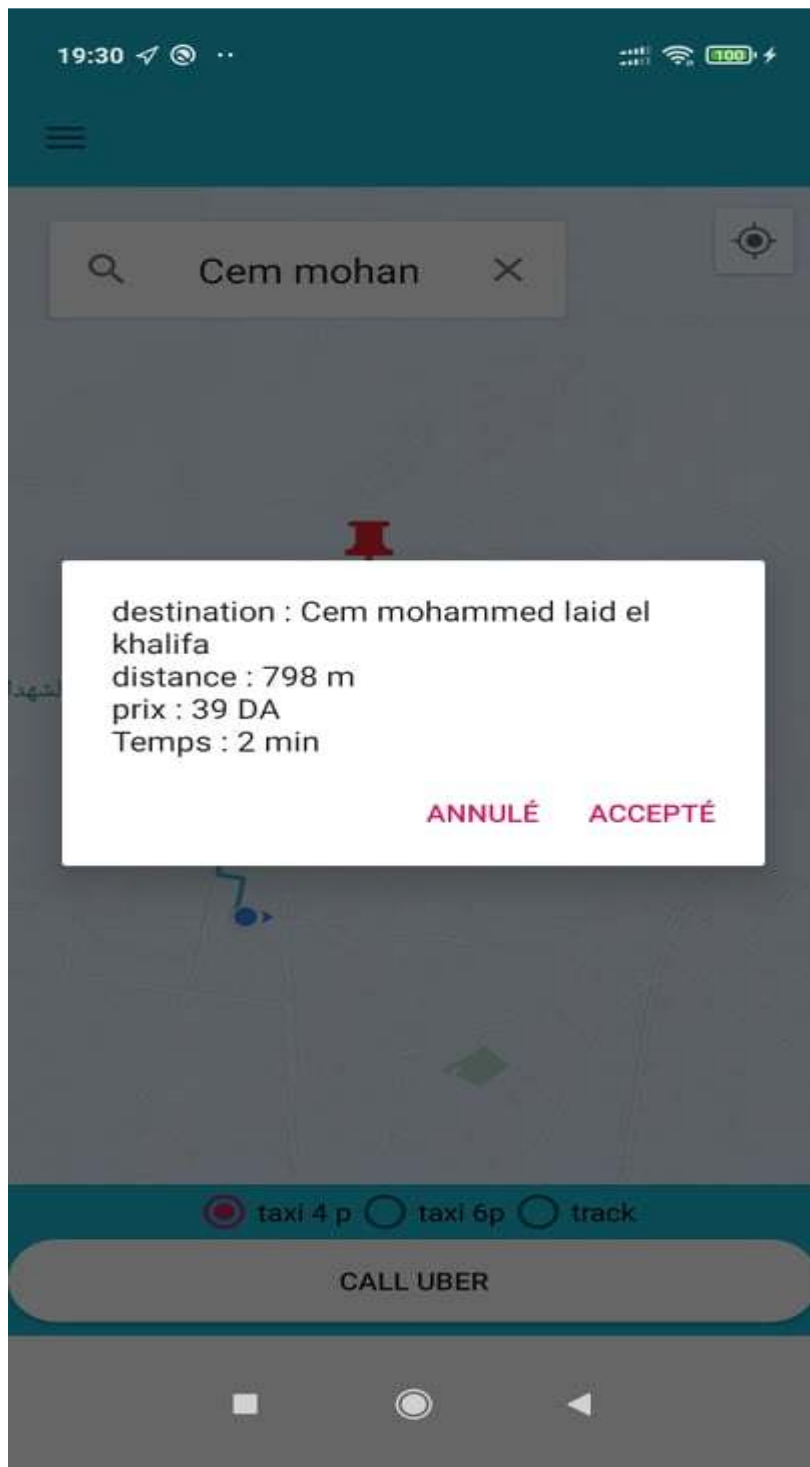 19:30
100
Cem mohan
destination : Cem mohammed laid el
khalifa
distance : 798 m
prix : 39 DA
Temps : 2 min
ANNULÉ ACCEPTÉ
taxi 4 p taxi 6p track
CALL UBER